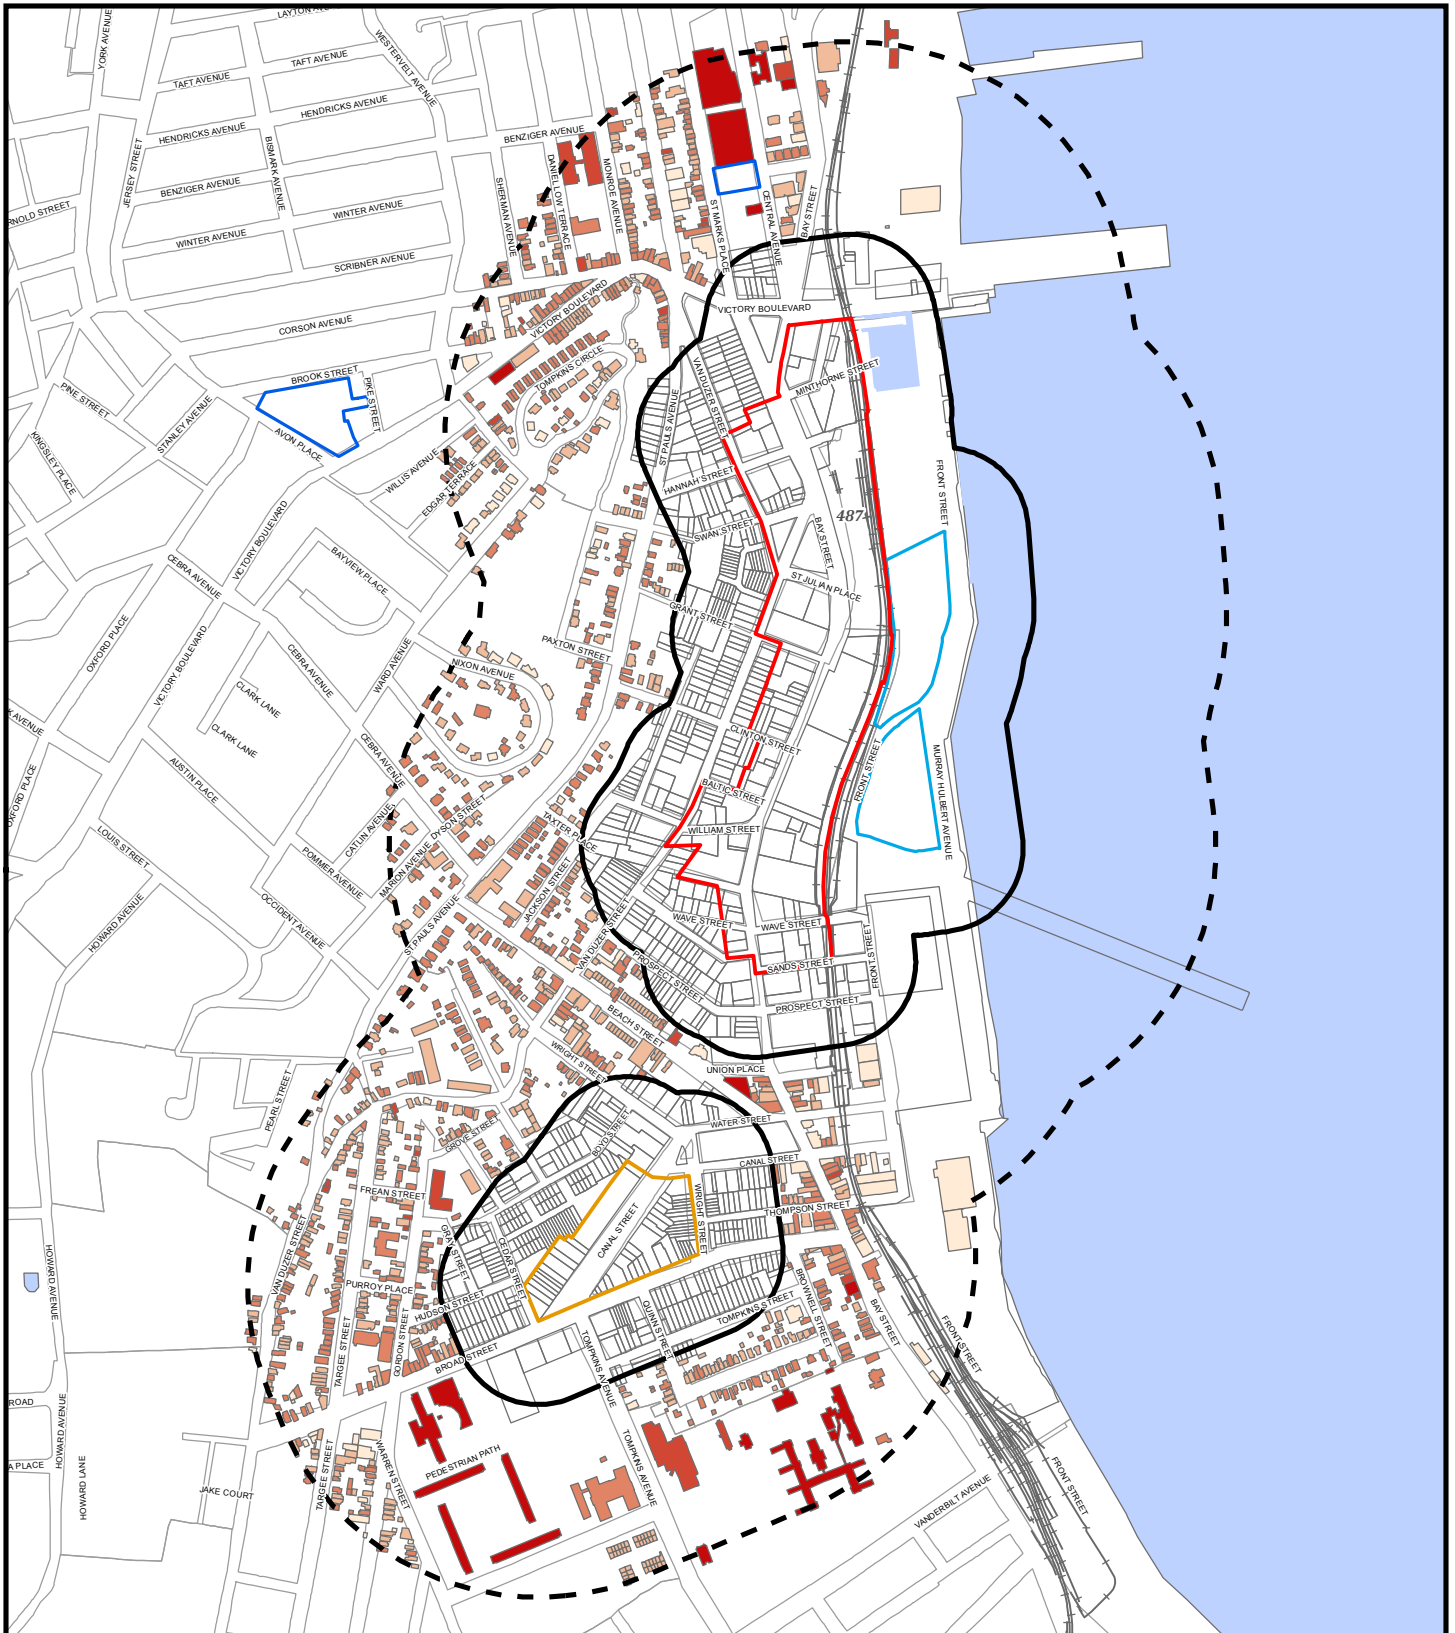 LAYTON AV
YORK AVENUE
WESTERVELT AVENUE
TAFT AVENUE
TAFT AVENUE
HENDRICKS AVENUE
HENDRICKS AVENUE
BENZIGER AVENUE
JERSEY STREET
BISMARK AVENUE
DANIEL LOW TERRACE
MONROE AVENUE
SHERMAN AVENUE
BENZIGER AVENUE
RNOLD STREET
WINTER AVENUE
WINTER AVENUE
ST MARKS PLACE
CENTRAL AVENUE
BAY STREET
SCRIBNER AVENUE
VICTORY BOULEVARD
VICTORY BOULEVARD
CORSON AVENUE
TOMPKINS CIRCLE
MINTHORNE STREET
BROOK STREET
PIKE STREET
PINE STREET
STANLEY AVENUE
AVON PLACE
KINGSLEY PLACE
VAN DUZER STREET
ST PAULS AVENUE
WILLIS AVENUE
EDGAR TERRACE
HANNAH STREET
FRONT STREET
487
SWAN STREET
BAY STREET
VICTORY BOULEVARD
BAY VIEW PLACE
CEBRA AVENUE
ST JULIAN PLACE
GRANT STREET
OXFORD PLACE
VICTORY BOULEVARD
CEBRA AVENUE
WARD AVENUE
PAXTON STREET
NIXON AVENUE
CLARK LANE
CLARK LANE
K AVENUE
CLINTON STREET
CEBRA AVENUE
AUSTIN PLACE
OXFORD PLACE
BALTIC STREET
FRONT STREET
MURRAY HULBERT AVENUE
LOUIS STREET
POMMER AVENUE
CATLIN AVENUE
DYSON STREET
TAXTER PLACE
WILLIAM STREET
MARION AVENUE
JACKSON STREET
OCCIDENT AVENUE
HOWARD AVENUE
ST PAULS AVENUE
VAN DUZER STREET
WAVE STREET
WAVE STREET
PROSPECT STREET
SANDS STREET
FRONT STREET
PROSPECT STREET
BEACH STREET
WRIGHT STREET
UNION PLACE
PEARL STREET
WATER STREET
GROVE STREET
BOYD STREET
CANAL STREET
FREAN STREET
WRIGHT STREET
THOMPSON STREET
CANAL STREET
GRAY STREET
CEDAR STREET
VAN DUZER STREET
HOWARD AVENUE
PURROY PLACE
HUDSON STREET
QUINN STREET
TOMPKINS STREET
BROWNELL STREET
BAY STREET
FRONT STREET
TARGEE STREET
GORDON STREET
BROAD STREET
TOMPKINS AVENUE
ROAD
HOWARD AVENUE
A PLACE
HOWARD LANE
JAKE COURT
TARGEE STREET
WARREN STREET
PEDESTRIAN PATH
TOMPKINS AVENUE
VANDERBILT AVENUE
FRONT STREET